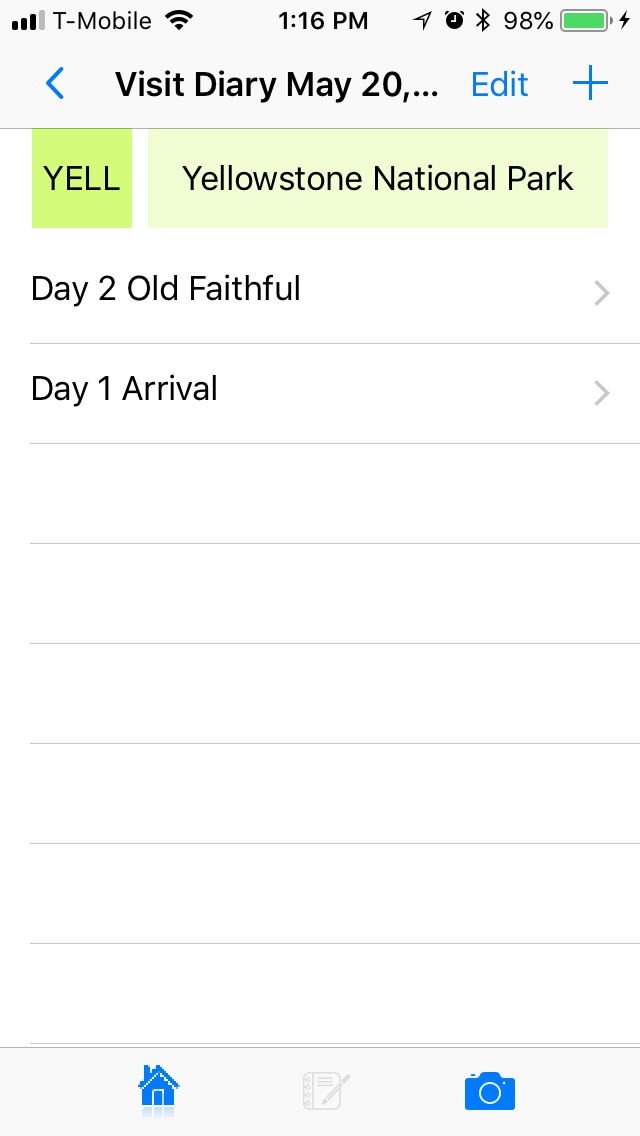 T-Mobile 1:16 PM 98%
Visit Diary May 20,... Edit
YELL Yellowstone National Park
Day 2 Old Faithful
Day 1 Arrival